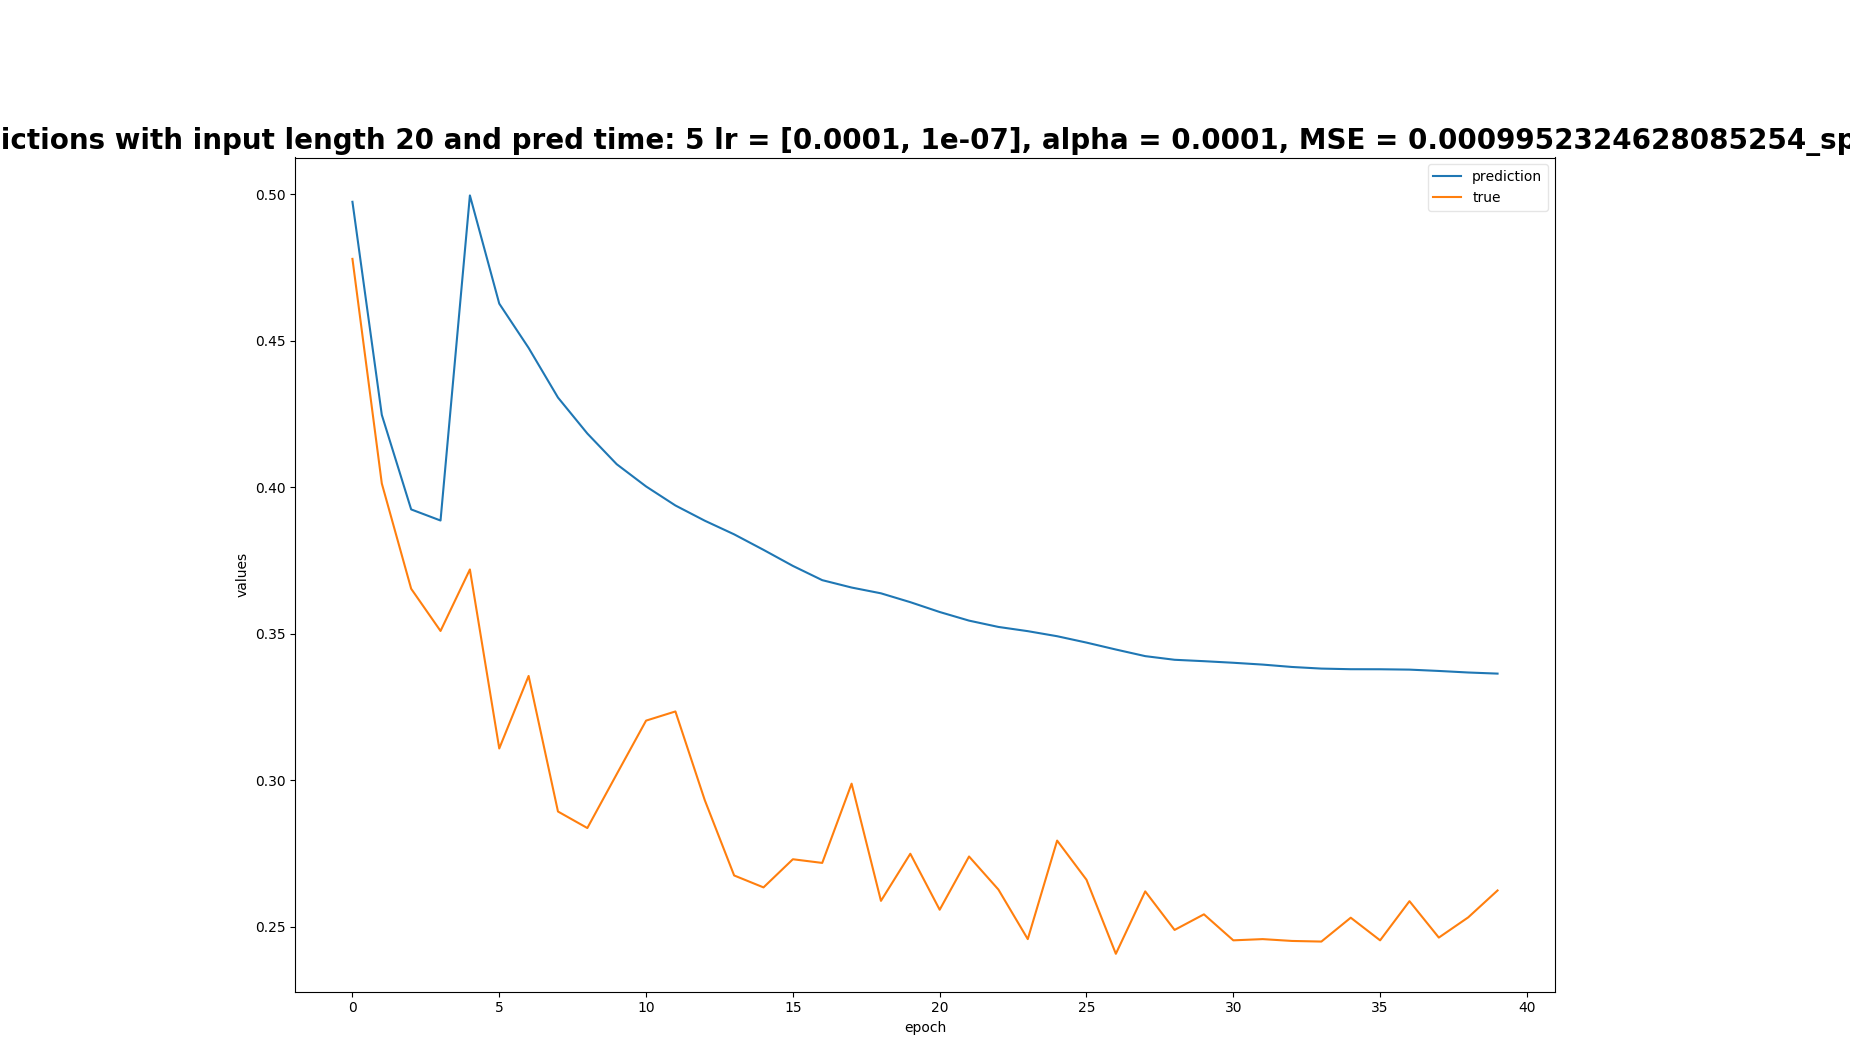 ictions with input length 20 and pred time: 5 lr = [0.0001, 1e-07], alpha = 0.0001, MSE = 0.0009952324628085254_sp
prediction
true
0.50
0.45
0.40
0.35
0.30
0.25
values
0 5 10 15 20 25 30 35 40
epoch